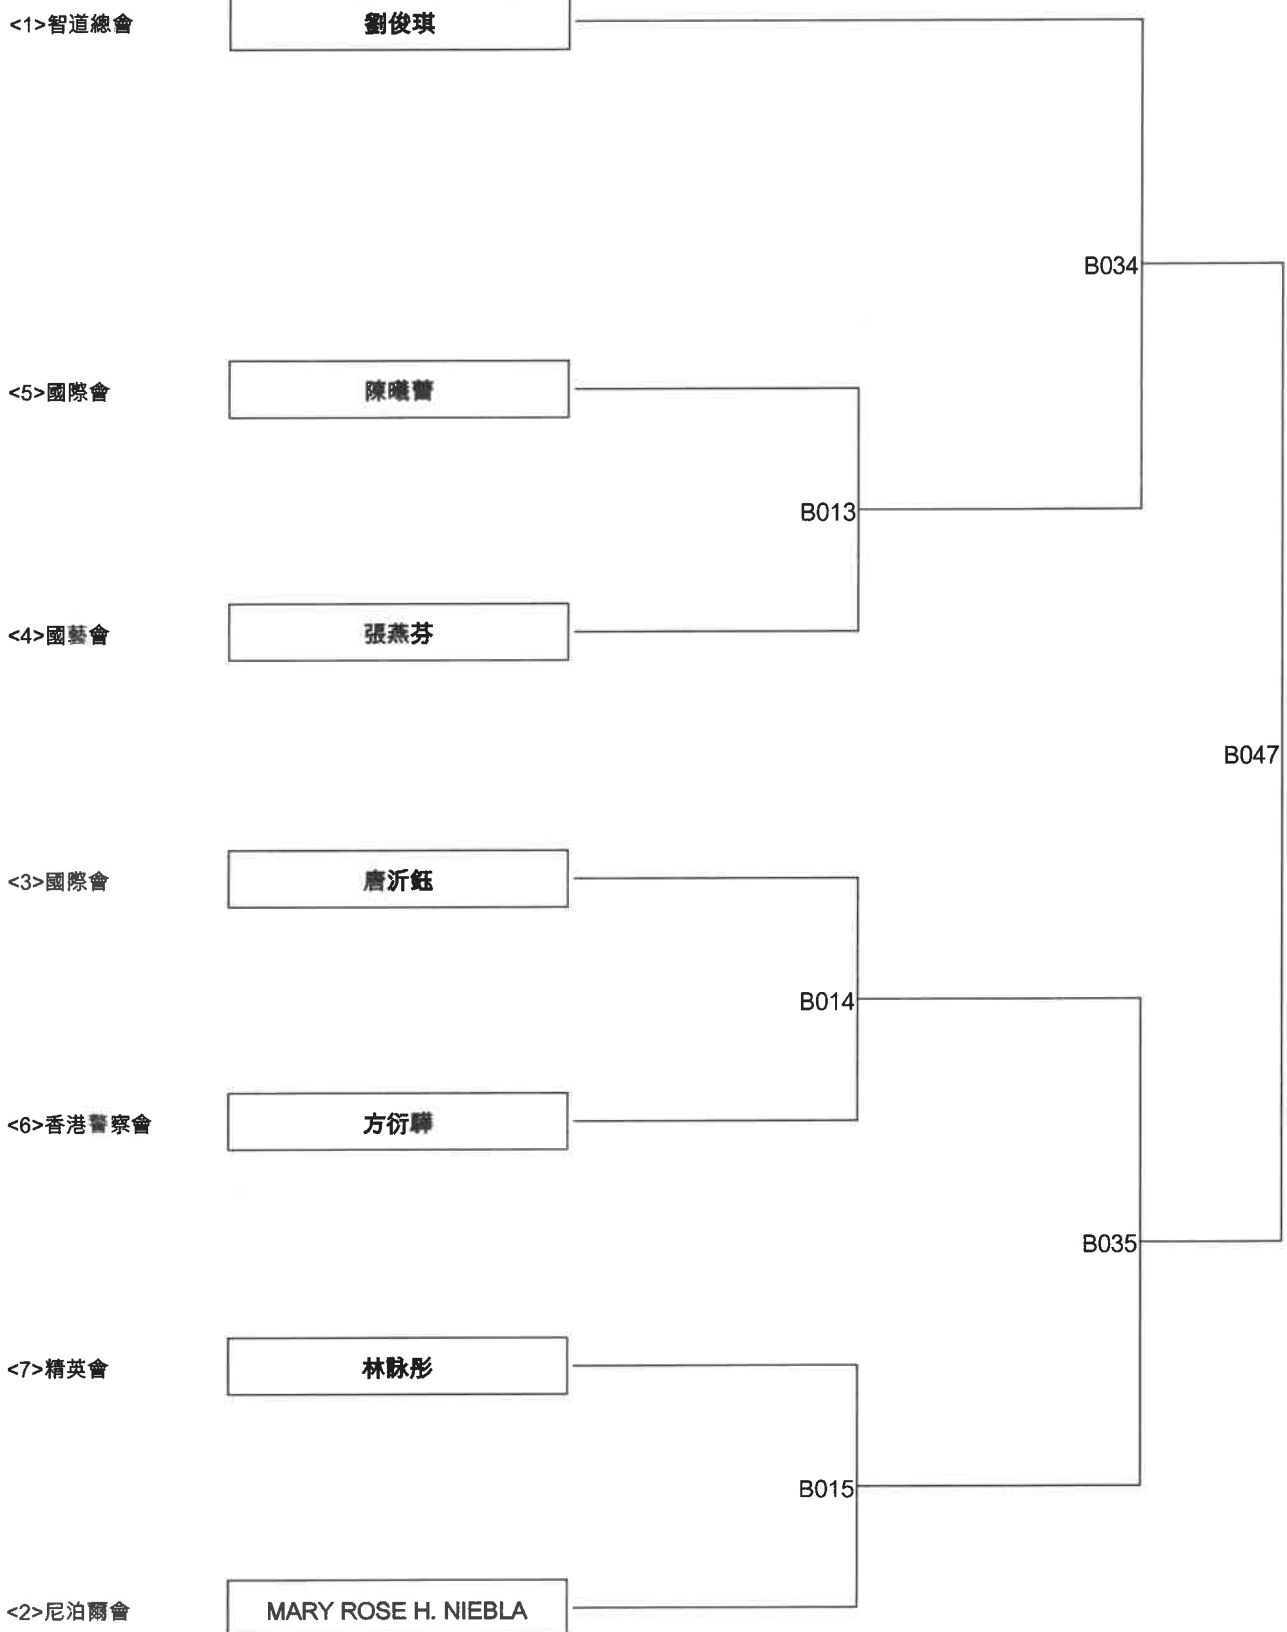 <1>智道總會 劉俊琪
B034
<5>國際會 陳曦蕾
B013
<4>國藝會 張燕芬
B047
<3>國際會 唐沂鈺
B014
<6>香港警察會 方衍驊
B035
<7>精英會 林詠彤
B015
<2>尼泊爾會 MARY ROSE H. NIEBLA